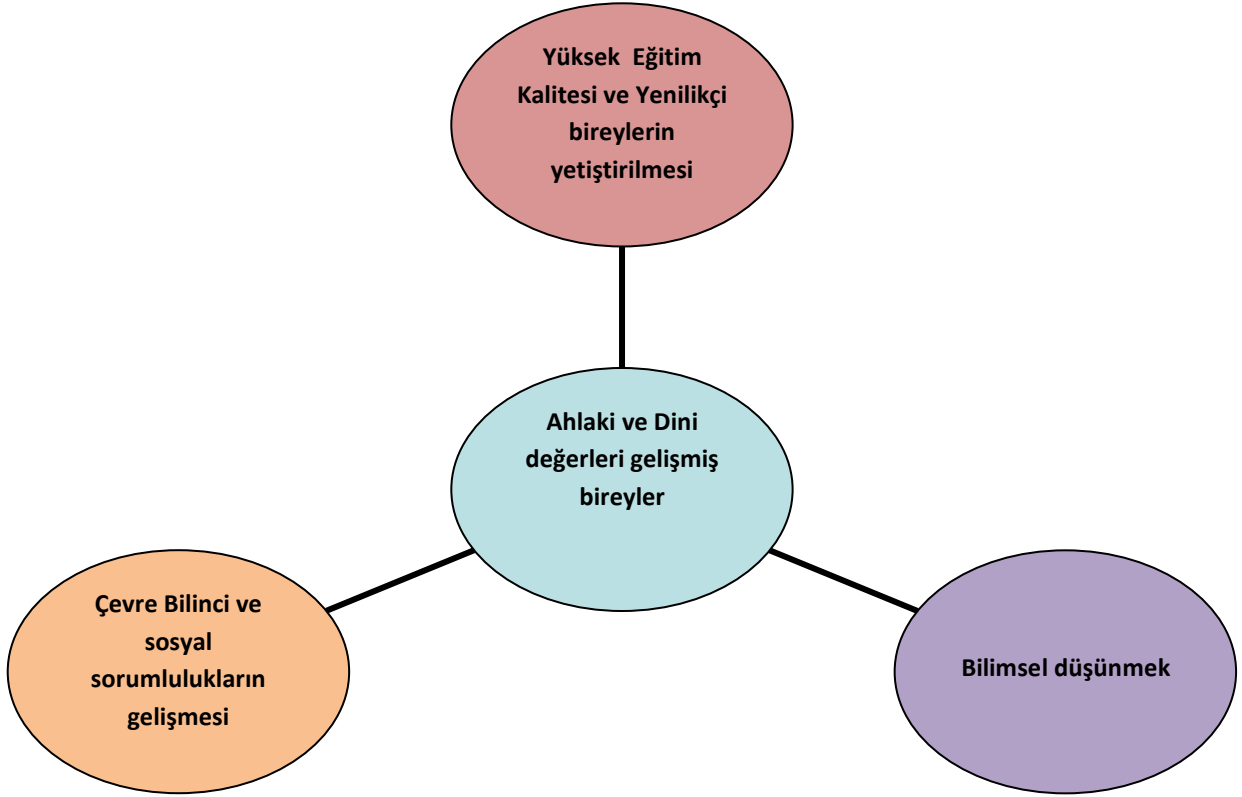 Yüksek Eğitim
Kalitesi ve Yenilikçi
bireylerin
yetiştirilmesi
Ahlaki ve Dini
değerleri gelişmiş
bireyler
Çevre Bilinci ve
sosyal
sorumlulukların
gelişmesi
Bilimsel düşünmek